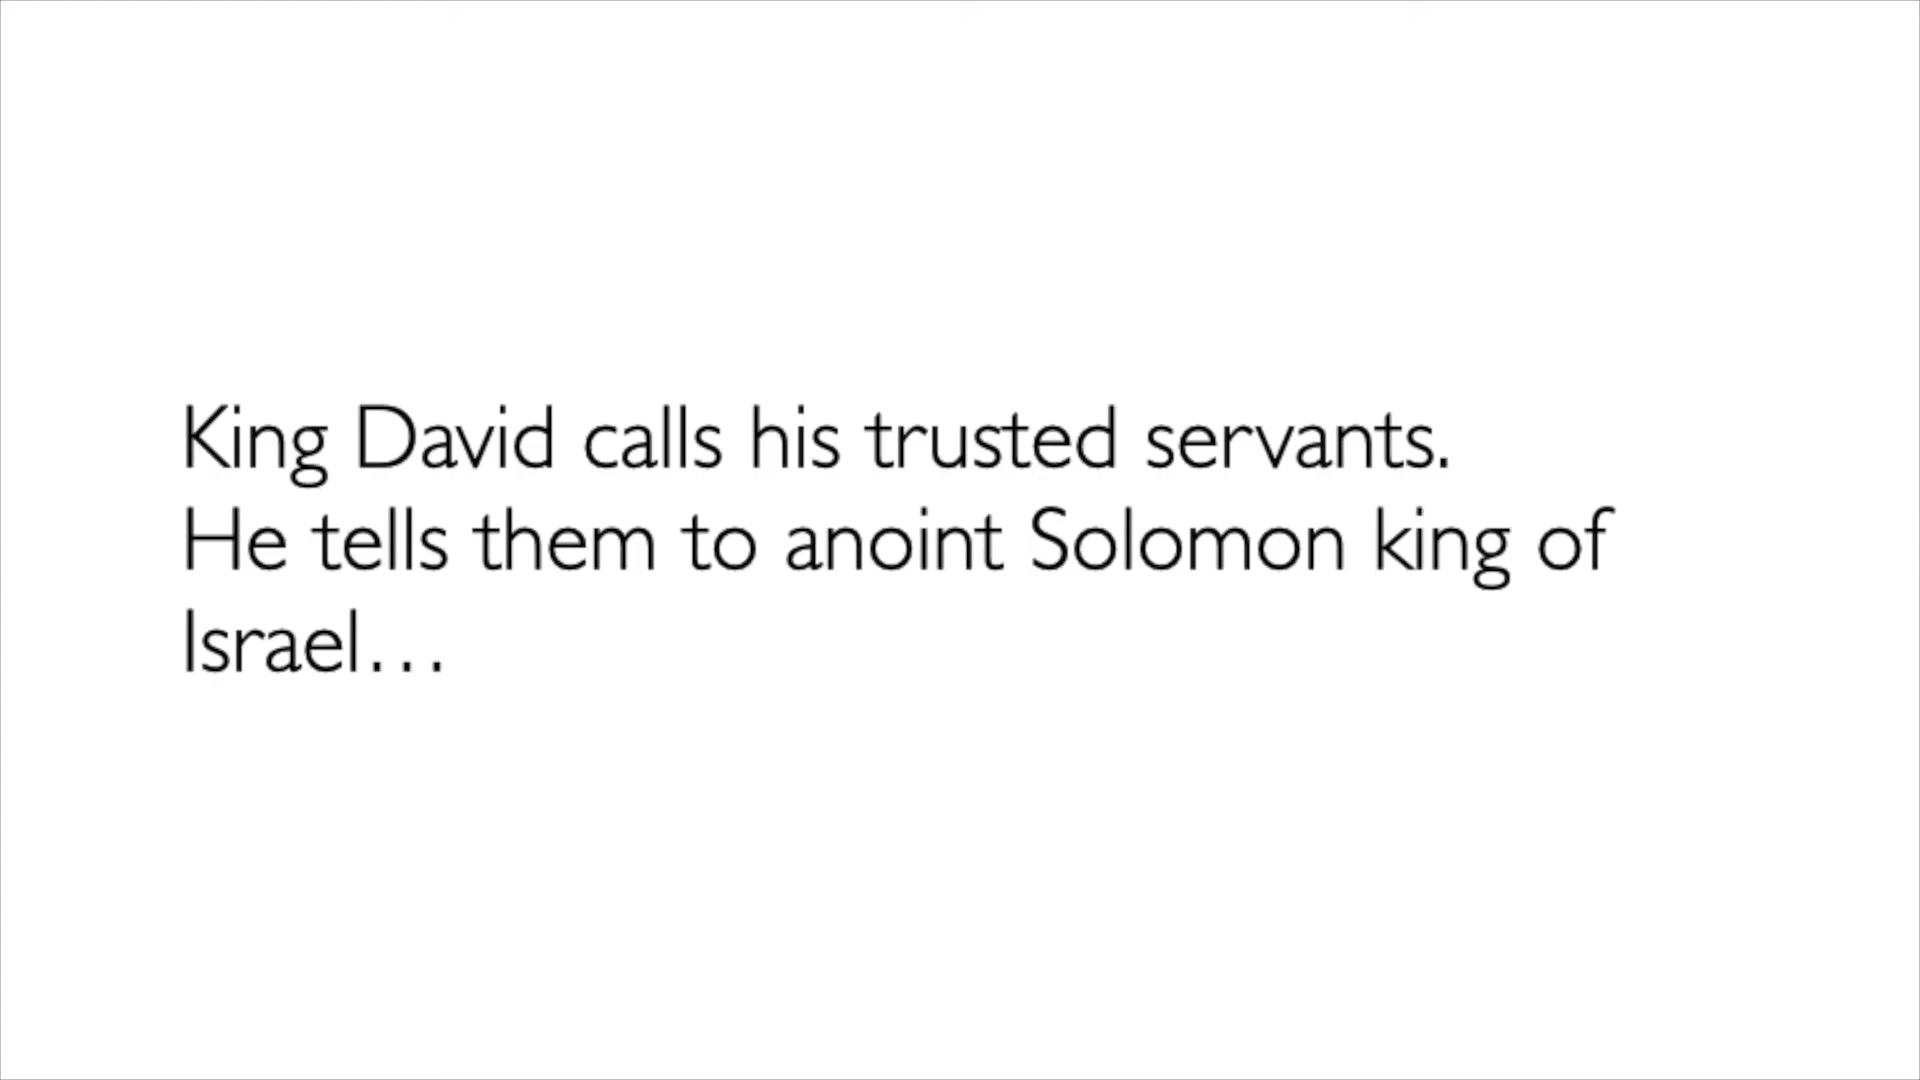 King David calls his trusted servants.
He tells them to anoint Solomon king of
Israel…